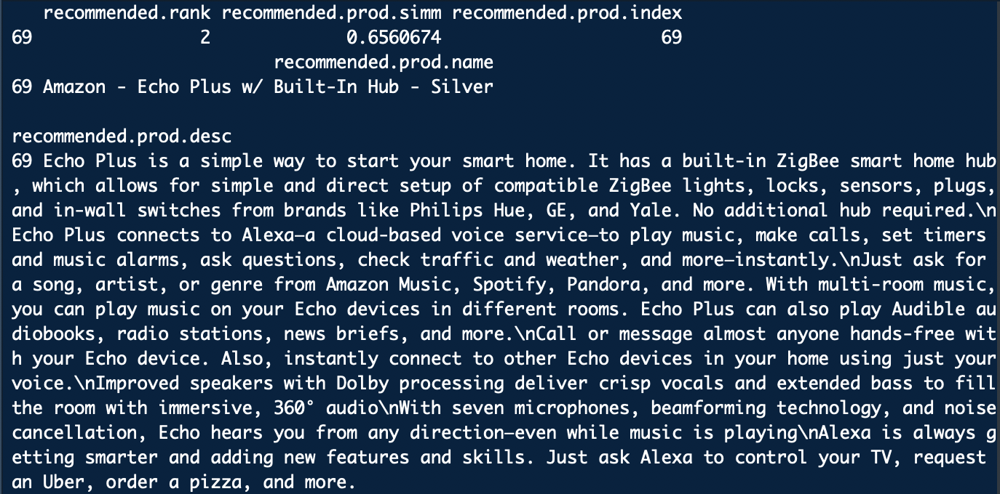 recommended.rank recommended.prod.simm recommended.prod.index
69 2 0.6560674 69
recommended.prod.name
69 Amazon - Echo Plus w/ Built-In Hub - Silver
recommended.prod.desc
69 Echo Plus is a simple way to start your smart home. It has a built-in ZigBee smart home hub
, which allows for simple and direct setup of compatible ZigBee lights, locks, sensors, plugs,
and in-wall switches from brands like Philips Hue, GE, and Yale. No additional hub required.\n
Echo Plus connects to Alexa—a cloud-based voice service—to play music, make calls, set timers
and music alarms, ask questions, check traffic and weather, and more—instantly.\nJust ask for
a song, artist, or genre from Amazon Music, Spotify, Pandora, and more. With multi-room music,
you can play music on your Echo devices in different rooms. Echo Plus can also play Audible au
diobooks, radio stations, news briefs, and more.\nCall or message almost anyone hands-free wit
h your Echo device. Also, instantly connect to other Echo devices in your home using just your
voice.\nImproved speakers with Dolby processing deliver crisp vocals and extended bass to fill
the room with immersive, 360° audio\nWith seven microphones, beamforming technology, and noise
cancellation, Echo hears you from any direction—even while music is playing\nAlexa is always g
etting smarter and adding new features and skills. Just ask Alexa to control your TV, request
an Uber, order a pizza, and more.